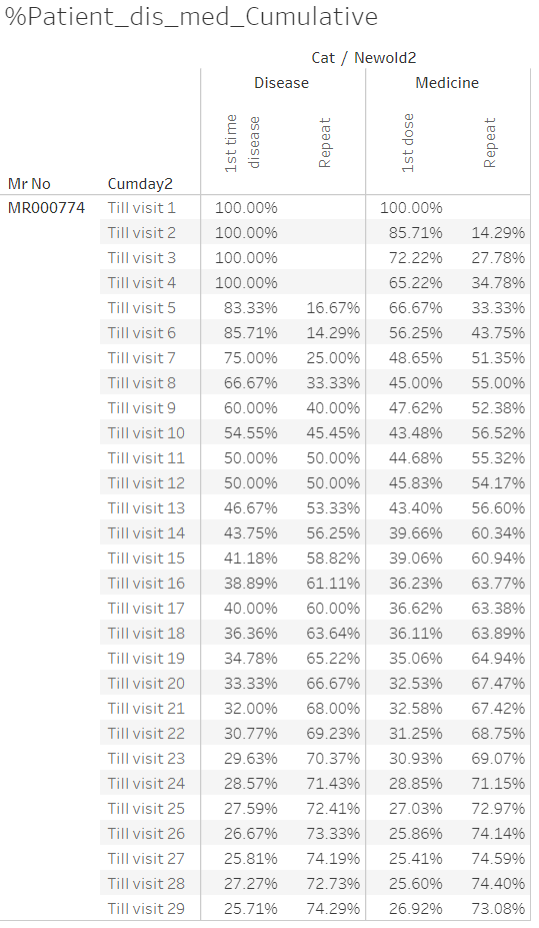 %Patient_dis_med_Cumulative
Cat / Newold2
Disease Medicine
1st time disease Repeat 1st dose Repeat
Mr No Cumday2
MR000774 Till visit 1 100.00% 100.00%
Till visit 2 100.00% 85.71% 14.29%
Till visit 3 100.00% 72.22% 27.78%
Till visit 4 100.00% 65.22% 34.78%
Till visit 5 83.33% 16.67% 66.67% 33.33%
Till visit 6 85.71% 14.29% 56.25% 43.75%
Till visit 7 75.00% 25.00% 48.65% 51.35%
Till visit 8 66.67% 33.33% 45.00% 55.00%
Till visit 9 60.00% 40.00% 47.62% 52.38%
Till visit 10 54.55% 45.45% 43.48% 56.52%
Till visit 11 50.00% 50.00% 44.68% 55.32%
Till visit 12 50.00% 50.00% 45.83% 54.17%
Till visit 13 46.67% 53.33% 43.40% 56.60%
Till visit 14 43.75% 56.25% 39.66% 60.34%
Till visit 15 41.18% 58.82% 39.06% 60.94%
Till visit 16 38.89% 61.11% 36.23% 63.77%
Till visit 17 40.00% 60.00% 36.62% 63.38%
Till visit 18 36.36% 63.64% 36.11% 63.89%
Till visit 19 34.78% 65.22% 35.06% 64.94%
Till visit 20 33.33% 66.67% 32.53% 67.47%
Till visit 21 32.00% 68.00% 32.58% 67.42%
Till visit 22 30.77% 69.23% 31.25% 68.75%
Till visit 23 29.63% 70.37% 30.93% 69.07%
Till visit 24 28.57% 71.43% 28.85% 71.15%
Till visit 25 27.59% 72.41% 27.03% 72.97%
Till visit 26 26.67% 73.33% 25.86% 74.14%
Till visit 27 25.81% 74.19% 25.41% 74.59%
Till visit 28 27.27% 72.73% 25.60% 74.40%
Till visit 29 25.71% 74.29% 26.92% 73.08%